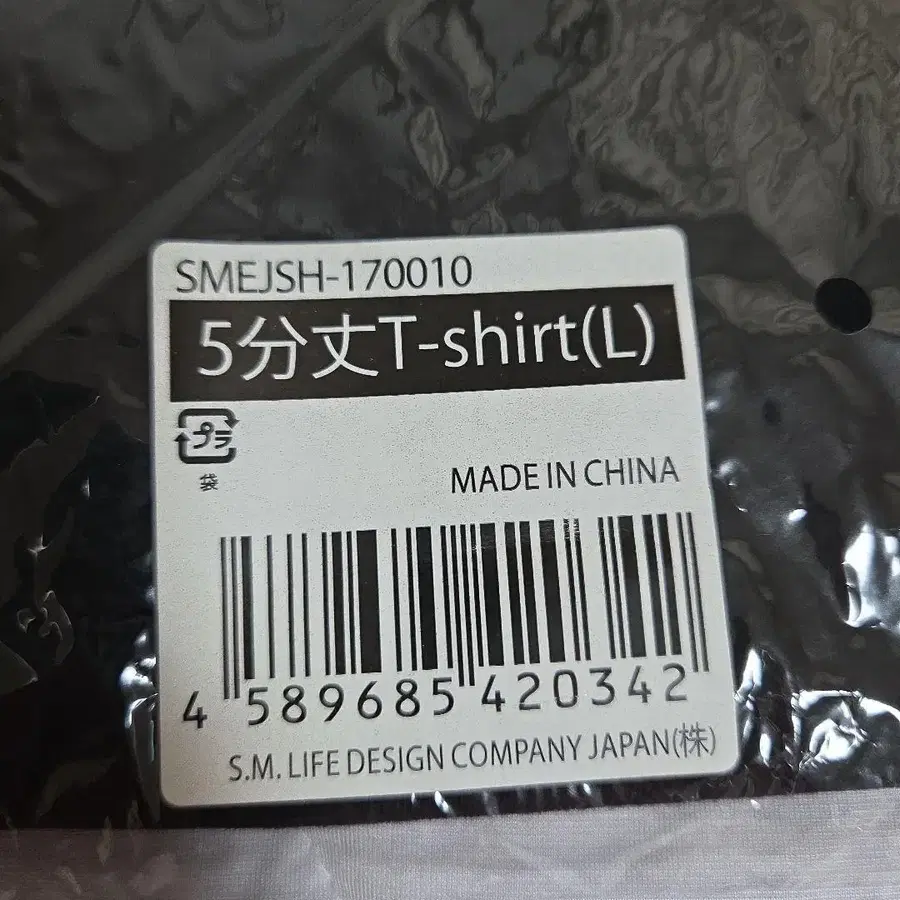 SMEJSH-170010
5分丈T-shirt(L)
プラ
袋
MADE IN CHINA
4 589685 420342
S.M. LIFE DESIGN COMPANY JAPAN(株)